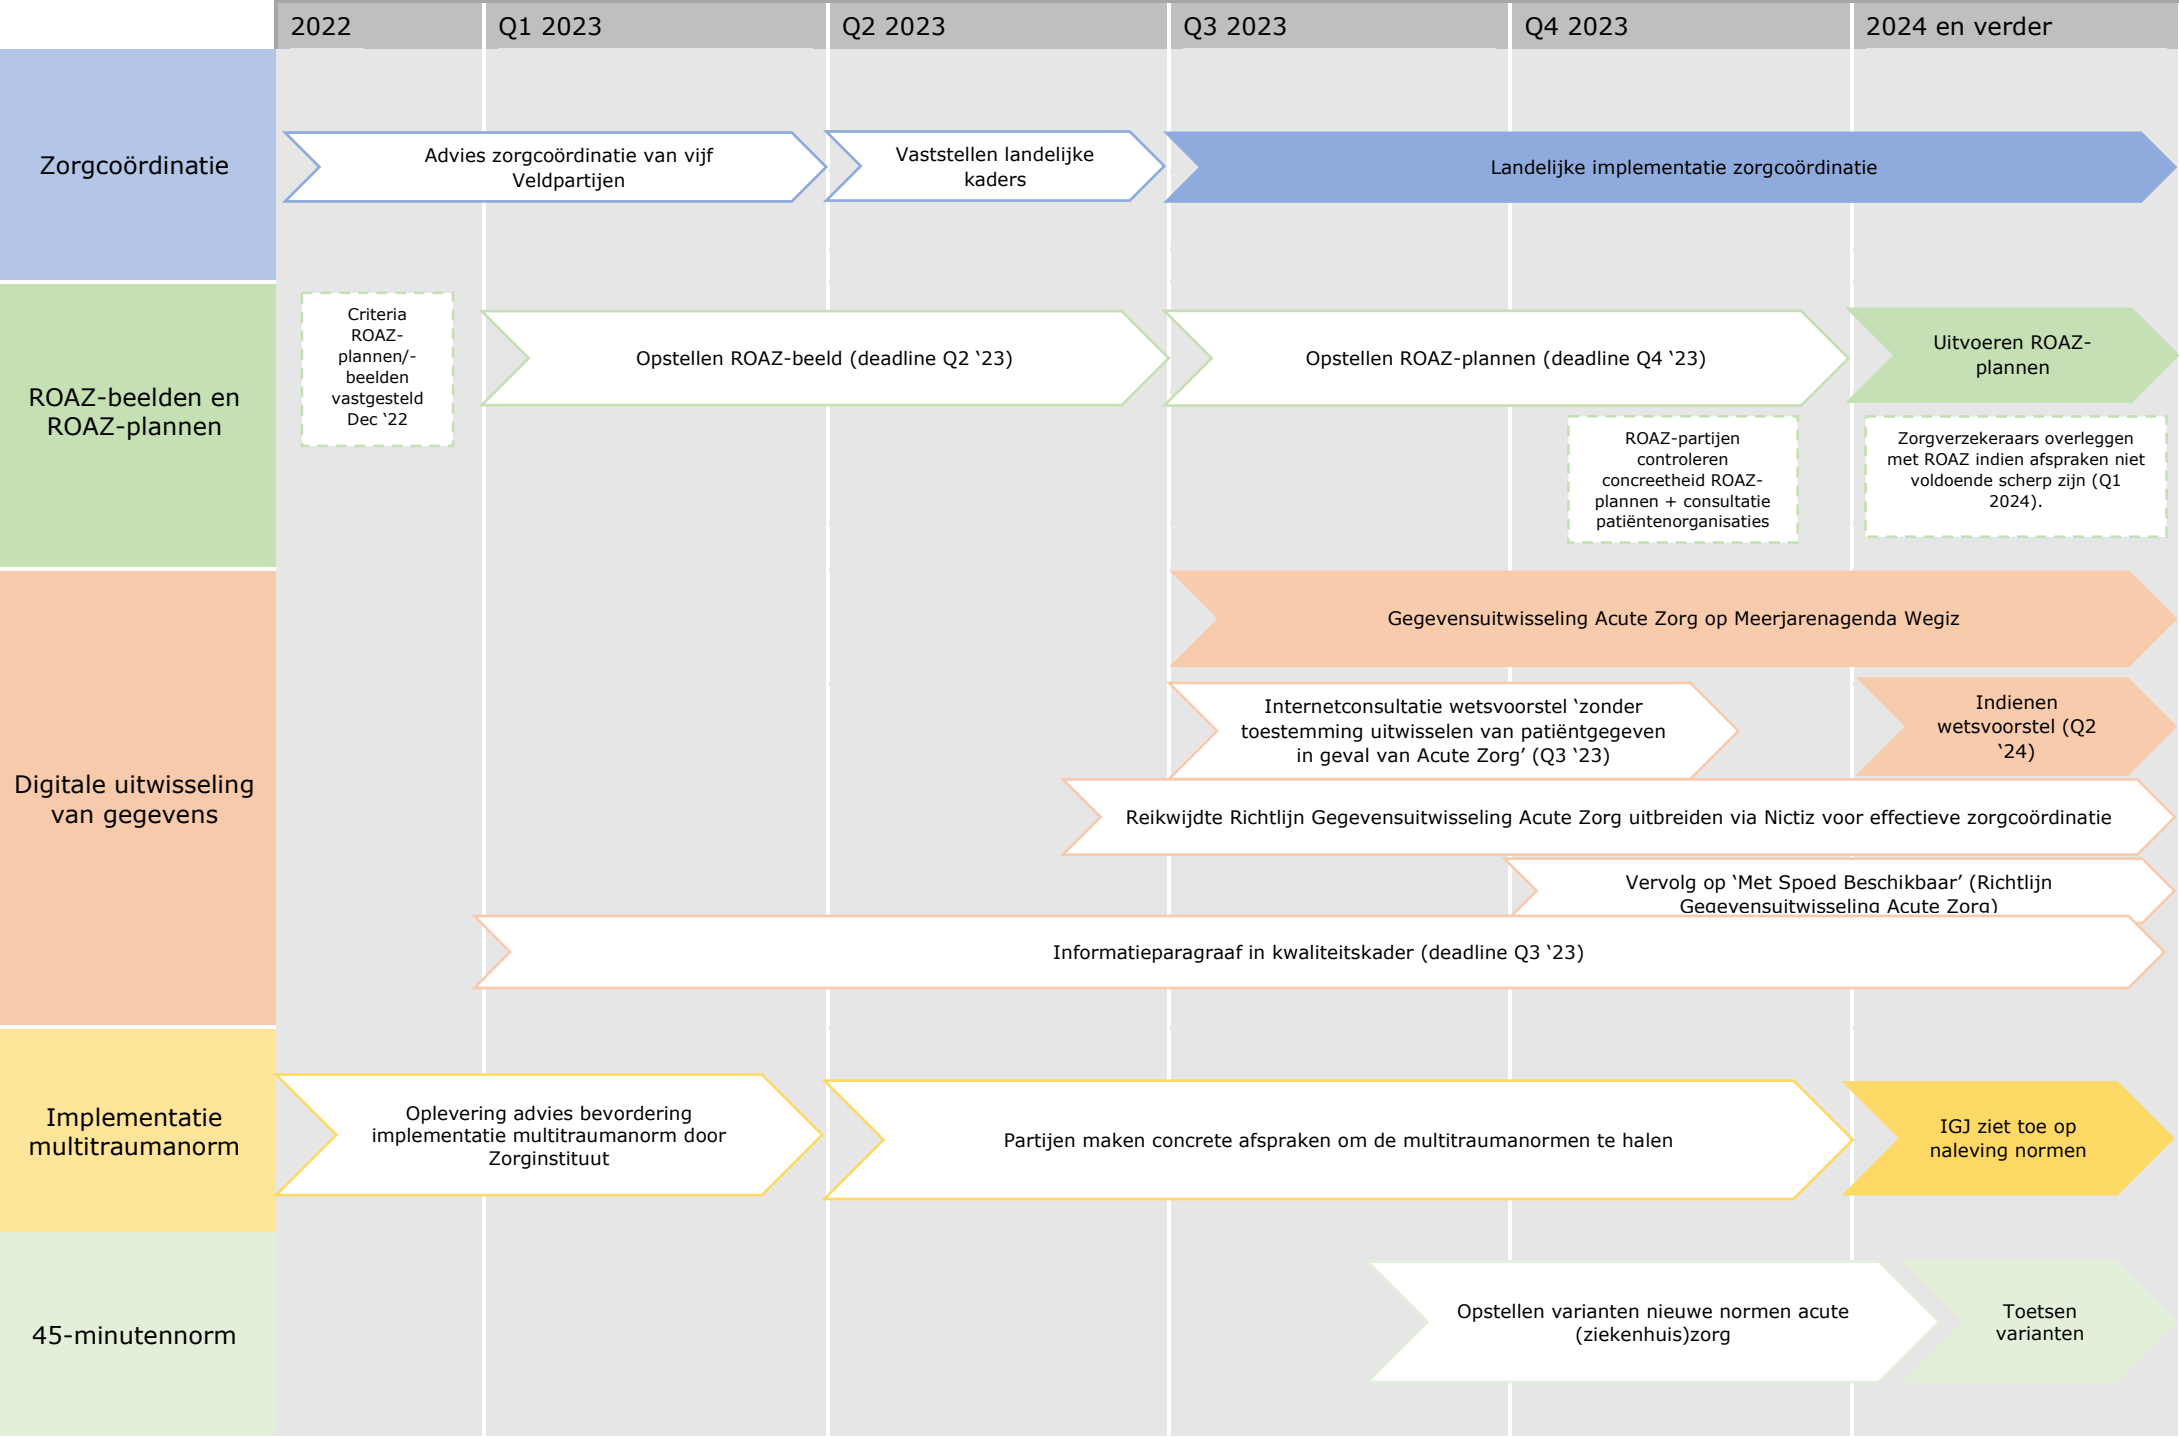 2022
Q1 2023
Q2 2023
Q3 2023
Q4 2023
2024 en verder
Zorgcoördinatie
Advies zorgcoördinatie van vijf
Veldpartijen
Vaststellen landelijke
kaders
Landelijke implementatie zorgcoördinatie
ROAZ-beelden en
ROAZ-plannen
Criteria
ROAZ-
plannen/-
beelden
vastgesteld
Dec ‘22
Opstellen ROAZ-beeld (deadline Q2 ‘23)
Opstellen ROAZ-plannen (deadline Q4 ‘23)
Uitvoeren ROAZ-
plannen
ROAZ-partijen
controleren
concreetheid ROAZ-
plannen + consultatie
patiëntenorganisaties
Zorgverzekeraars overleggen
met ROAZ indien afspraken niet
voldoende scherp zijn (Q1
2024).
Digitale uitwisseling
van gegevens
Gegevensuitwisseling Acute Zorg op Meerjarenagenda Wegiz
Internetconsultatie wetsvoorstel ‘zonder
toestemming uitwisselen van patiëntgegeven
in geval van Acute Zorg’ (Q3 ‘23)
Indienen
wetsvoorstel (Q2
‘24)
Reikwijdte Richtlijn Gegevensuitwisseling Acute Zorg uitbreiden via Nictiz voor effectieve zorgcoördinatie
Vervolg op ‘Met Spoed Beschikbaar’ (Richtlijn
Gegevensuitwisseling Acute Zorg)
Informatieparagraaf in kwaliteitskader (deadline Q3 ‘23)
Implementatie
multitraumanorm
Oplevering advies bevordering
implementatie multitraumanorm door
Zorginstituut
Partijen maken concrete afspraken om de multitraumanormen te halen
IGJ ziet toe op
naleving normen
45-minutennorm
Opstellen varianten nieuwe normen acute
(ziekenhuis)zorg
Toetsen
varianten